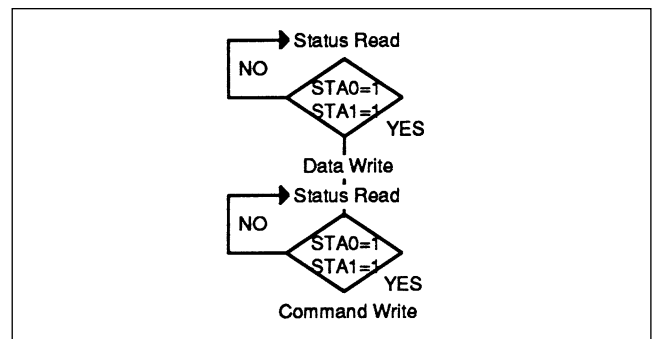 Status Read
NO
STA0=1
STA1=1
YES
Data Write
Status Read
NO
STA0=1
STA1=1
YES
Command Write